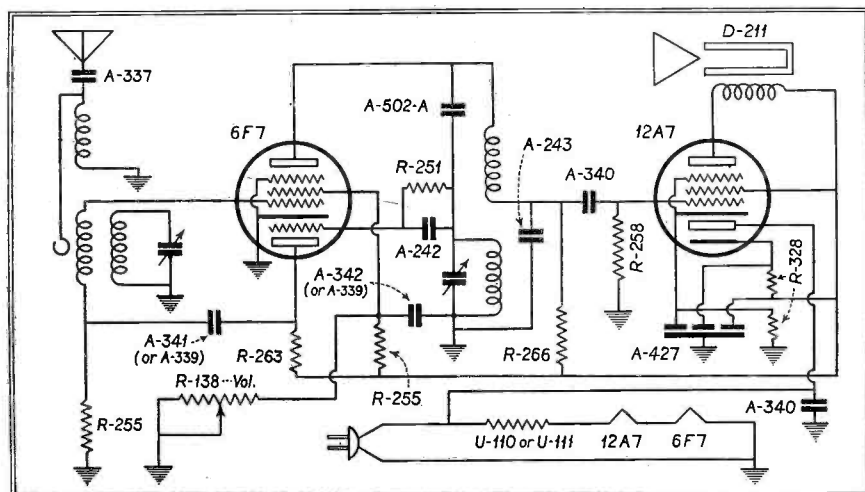 D-211
A-337
6F7
A-502-A
A-243
12A7
R-251
A-340
A-242
R-258
A-342
(or A-339)
R-328
A-341
(or A-339)
R-263
R-266
A-427
R-138--Vol.
R-255
R-255
A-340
U-110 or U-111
12A7
6F7